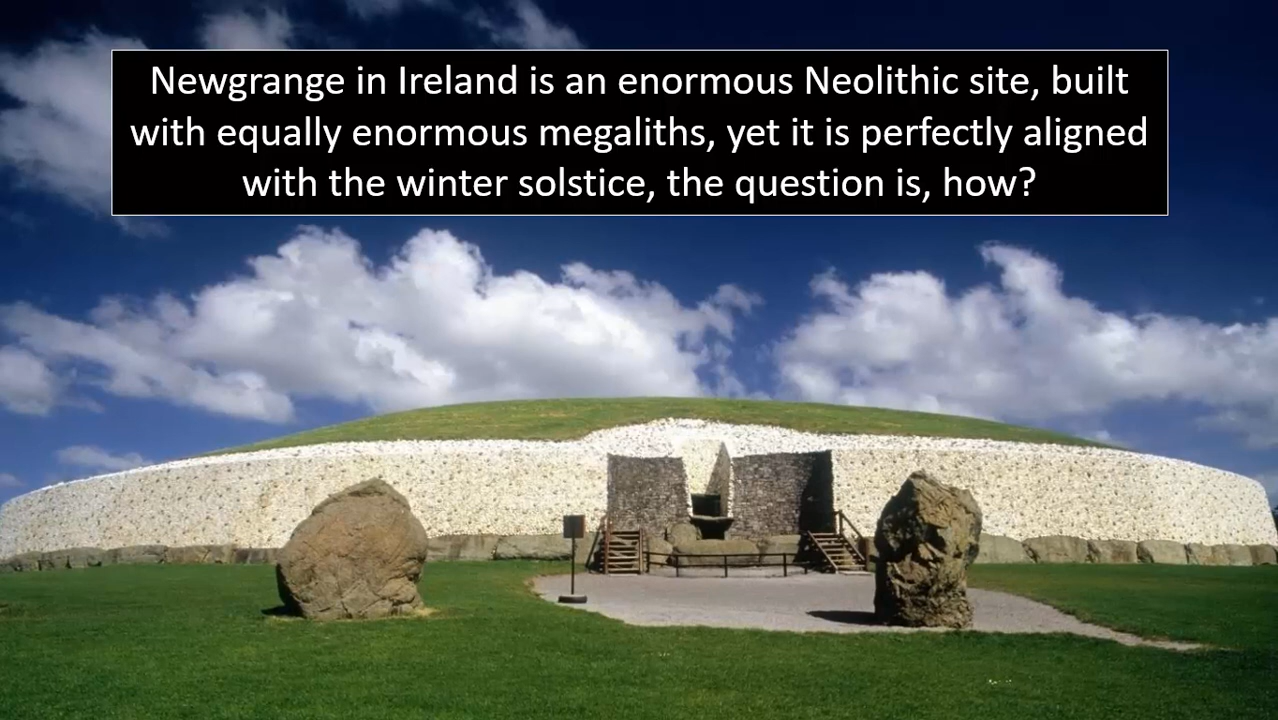 Newgrange in Ireland is an enormous Neolithic site, built
with equally enormous megaliths, yet it is perfectly aligned
with the winter solstice, the question is, how?